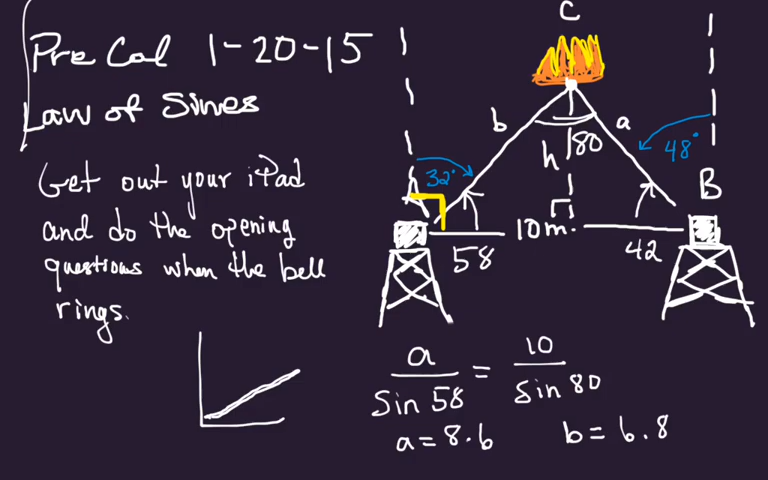 Pre Cal 1-20-15
Law of Sines
Get out your iPad
and do the opening
questions when the bell
rings.
C
b
a
h
80
32°
48°
A
B
10m.
58
42
a / Sin 58 = 10 / Sin 80
a = 8.6 b = 6.8